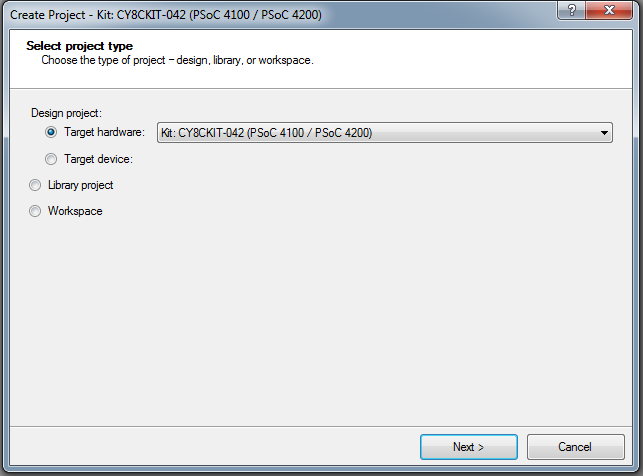 Create Project - Kit: CY8CKIT-042 (PSoC 4100 / PSoC 4200)
?
Select project type
Choose the type of project – design, library, or workspace.
Design project:
Target hardware: Kit: CY8CKIT-042 (PSoC 4100 / PSoC 4200)
Target device:
Library project
Workspace
Next > Cancel